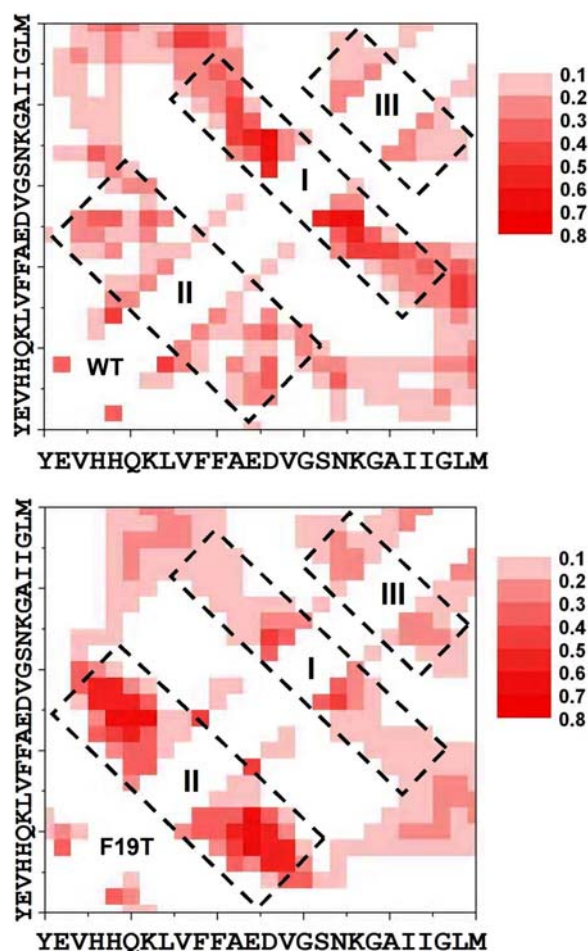 YEVHHQKLVFFAEDVGSNKGAIIGLM
III
I
II
WT
YEVHHQKLVFFAEDVGSNKGAIIGLM
0.1
0.2
0.3
0.4
0.5
0.6
0.7
0.8
YEVHHQKLVFFAEDVGSNKGAIIGLM
III
I
II
F19T
YEVHHQKLVFFAEDVGSNKGAIIGLM
0.1
0.2
0.3
0.4
0.5
0.6
0.7
0.8